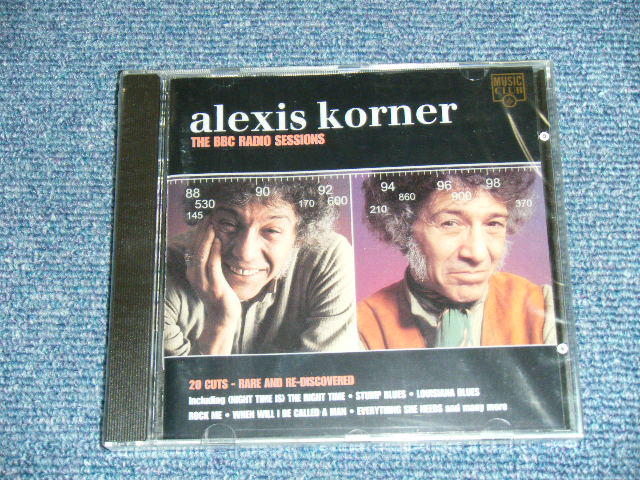 MUSIC
CLUB
alexis korner
THE BBC RADIO SESSIONS
88 90 92 94 96 98
530 170 600 860 900
145 210 370
20 CUTS - RARE AND RE-DISCOVERED
Including (NIGHT TIME IS) THE RIGHT TIME • STUMP BLUES • LOUISIANA BLUES
ROCK ME • WHEN WILL I BE CALLED A MAN • EVERYTHING SHE NEEDS and many more